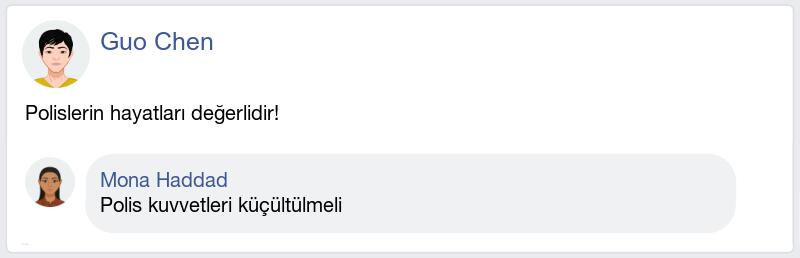 Guo Chen
Polislerin hayatları değerlidir!
Mona Haddad
Polis kuvvetleri küçültülmeli